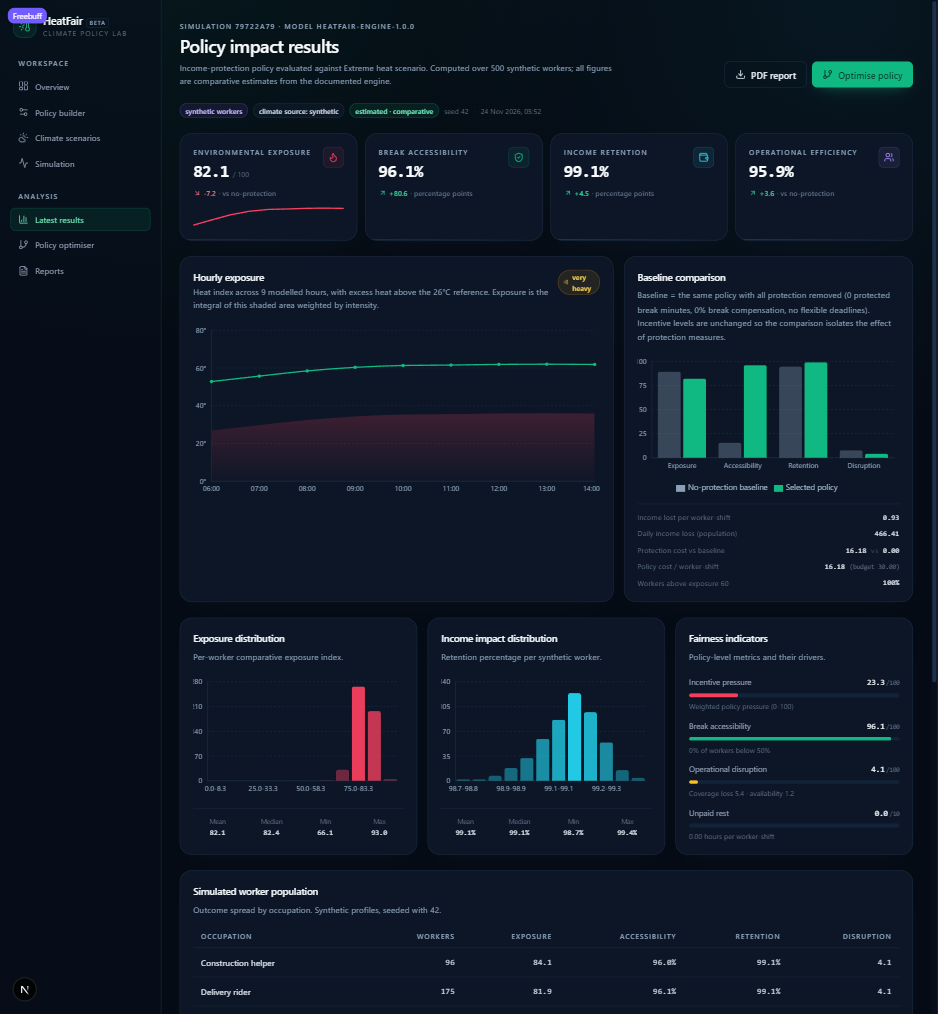 Freebuff
HeatFair BETA
CLIMATE POLICY LAB
WORKSPACE
Overview
Policy builder
Climate scenarios
Simulation
ANALYSIS
Latest results
Policy optimiser
Reports
N
SIMULATION 79722A79 · MODEL HEATFAIR-ENGINE-1.0.0
Policy impact results
Income-protection policy evaluated against Extreme heat scenario. Computed over 500 synthetic workers; all figures
are comparative estimates from the documented engine.
PDF report
Optimise policy
synthetic workers
climate source: synthetic
estimated · comparative
seed 42
24 Nov 2026, 05:52
ENVIRONMENTAL EXPOSURE
82.1 / 100
-7.2 · vs no-protection
BREAK ACCESSIBILITY
96.1%
+80.6 · percentage points
INCOME RETENTION
99.1%
+4.5 · percentage points
OPERATIONAL EFFICIENCY
95.9%
+3.6 · vs no-protection
Hourly exposure
Heat index across 9 modelled hours, with excess heat above the 26°C reference. Exposure is the
integral of this shaded area weighted by intensity.
very
heavy
80°
60°
40°
20°
0°
06:00 07:00 08:00 09:00 10:00 11:00 12:00 13:00 14:00
Baseline comparison
Baseline = the same policy with all protection removed (0 protected
break minutes, 0% break compensation, no flexible deadlines).
Incentive levels are unchanged so the comparison isolates the effect
of protection measures.
00
75
50
25
0
Exposure Accessibility Retention Disruption
No-protection baseline Selected policy
Income lost per worker-shift 0.93
Daily income loss (population) 466.41
Protection cost vs baseline 16.18 vs 0.00
Policy cost / worker-shift 16.18 (budget 30.00)
Workers above exposure 60 100%
Exposure distribution
Per-worker comparative exposure index.
280
210
140
70
0
0.0-8.3 25.0-33.3 50.0-58.3 75.0-83.3
Mean Median Min Max
82.1 82.4 66.1 93.0
Income impact distribution
Retention percentage per synthetic worker.
140
105
70
35
0
98.7-98.8 98.9-98.9 99.1-99.1 99.2-99.3
Mean Median Min Max
99.1% 99.1% 98.7% 99.4%
Fairness indicators
Policy-level metrics and their drivers.
Incentive pressure 23.3/100
Weighted policy pressure (0-100)
Break accessibility 96.1/100
0% of workers below 50%
Operational disruption 4.1/100
Coverage loss 5.4 · availability 1.2
Unpaid rest 0.0/10
0.00 hours per worker-shift
Simulated worker population
Outcome spread by occupation. Synthetic profiles, seeded with 42.
OCCUPATION WORKERS EXPOSURE ACCESSIBILITY RETENTION DISRUPTION
Construction helper 96 84.1 96.0% 99.1% 4.1
Delivery rider 175 81.9 96.1% 99.1% 4.1